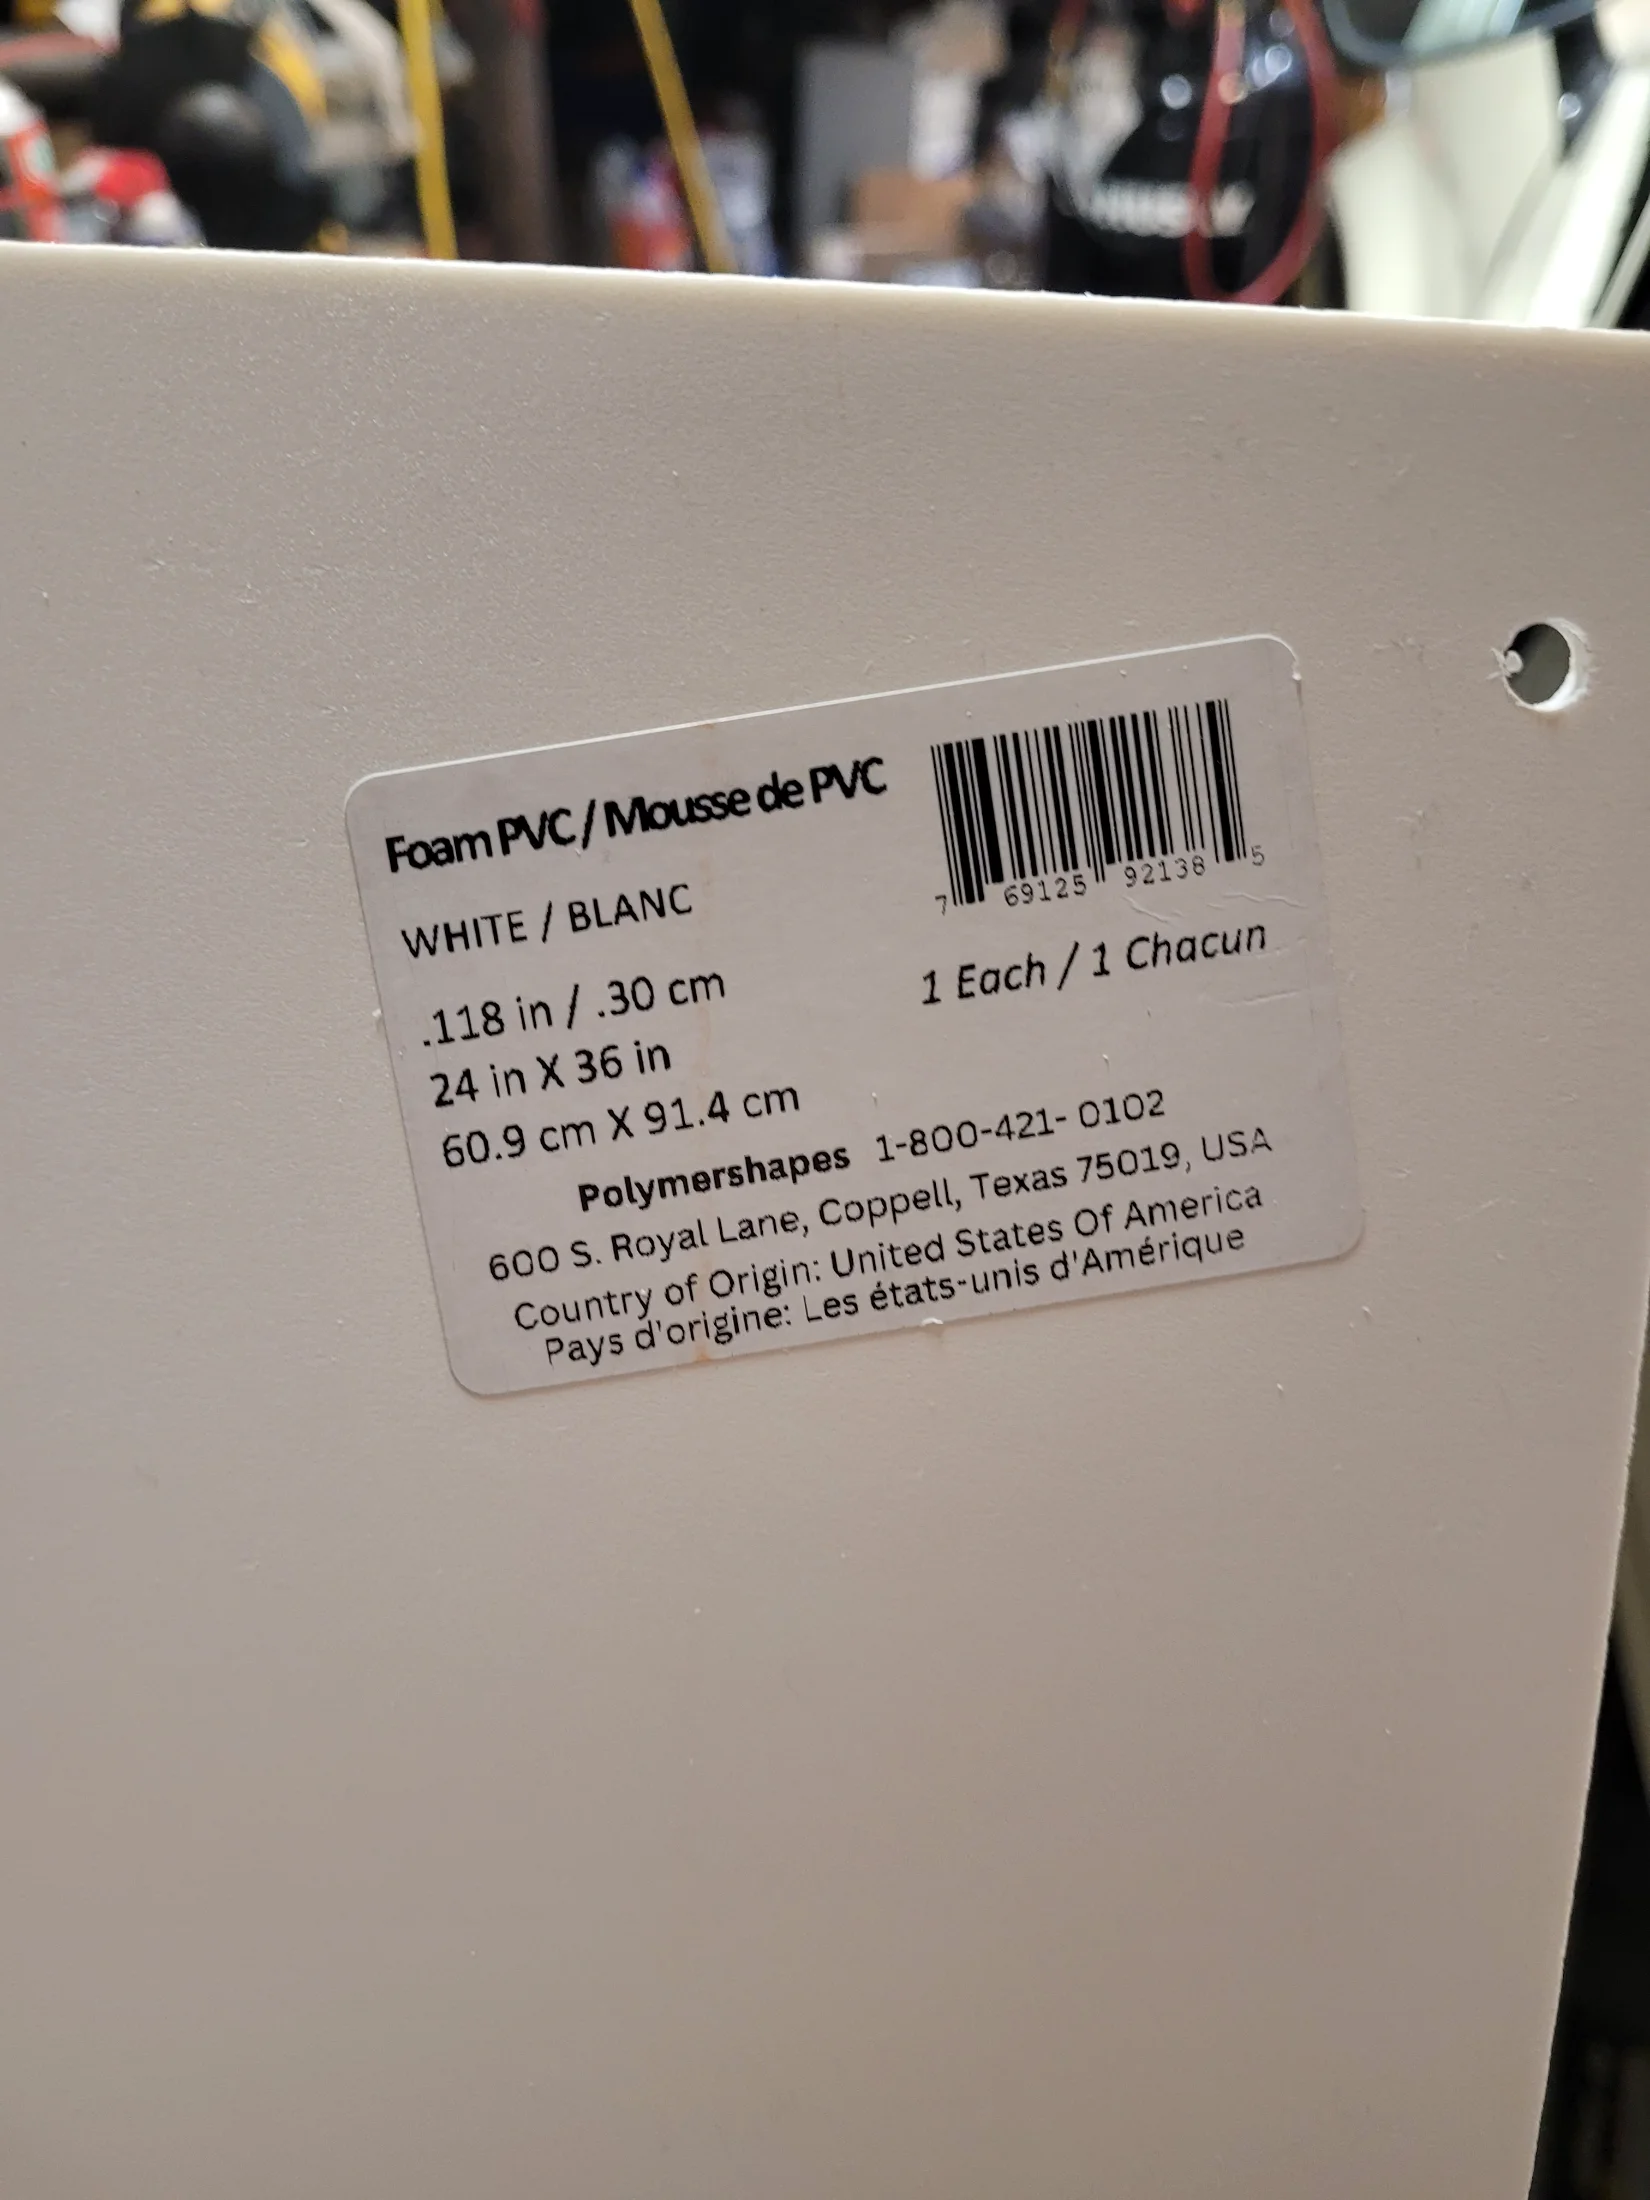 HUSKY
Foam PVC / Mousse de PVC
WHITE / BLANC
.118 in / .30 cm
24 in X 36 in
60.9 cm X 91.4 cm
7 69125 92138 5
1 Each / 1 Chacun
Polymershapes 1-800-421- 0102
600 S. Royal Lane, Coppell, Texas 75019, USA
Country of Origin: United States Of America
Pays d'origine: Les états-unis d'Amérique